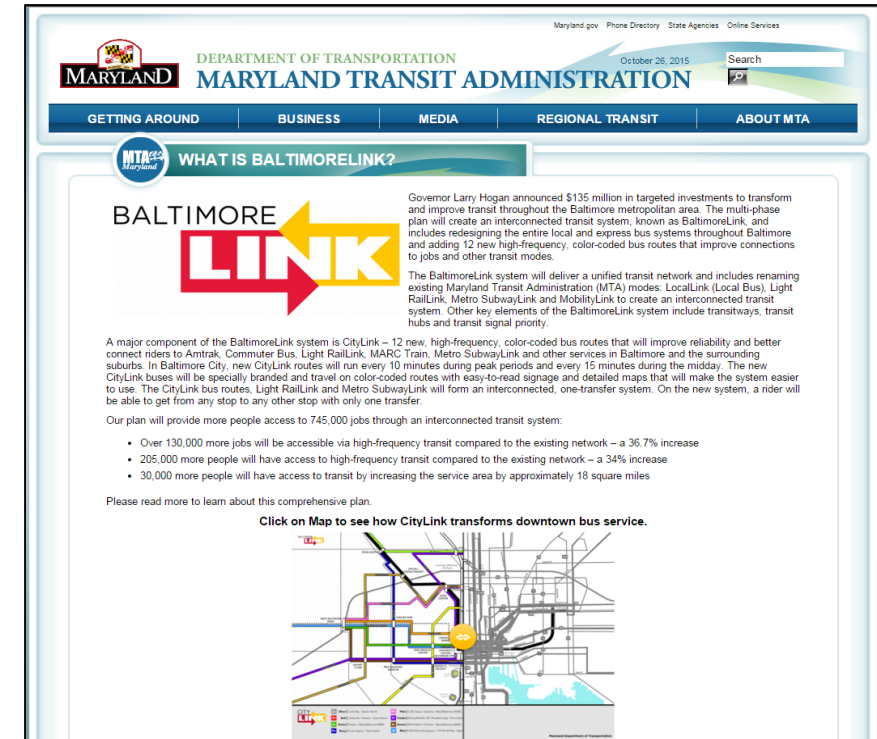 Maryland.gov Phone Directory State Agencies Online Services
MARYLAND
DEPARTMENT OF TRANSPORTATION
MARYLAND TRANSIT ADMINISTRATION
October 26, 2015
Search
GETTING AROUND BUSINESS MEDIA REGIONAL TRANSIT ABOUT MTA
MTA
Maryland
WHAT IS BALTIMORELINK?
BALTIMORE
LINK
Governor Larry Hogan announced $135 million in targeted investments to transform
and improve transit throughout the Baltimore metropolitan area. The multi-phase
plan will create an interconnected transit system, known as BaltimoreLink, and
includes redesigning the entire local and express bus systems throughout Baltimore
and adding 12 new high-frequency, color-coded bus routes that improve connections
to jobs and other transit modes.
The BaltimoreLink system will deliver a unified transit network and includes renaming
existing Maryland Transit Administration (MTA) modes: LocalLink (Local Bus), Light
RailLink, Metro SubwayLink and MobilityLink to create an interconnected transit
system. Other key elements of the BaltimoreLink system include transitways, transit
hubs and transit signal priority.
A major component of the BaltimoreLink system is CityLink – 12 new, high-frequency, color-coded bus routes that will improve reliability and better
connect riders to Amtrak, Commuter Bus, Light RailLink, MARC Train, Metro SubwayLink and other services in Baltimore and the surrounding
suburbs. In Baltimore City, new CityLink routes will run every 10 minutes during peak periods and every 15 minutes during the midday. The new
CityLink buses will be specially branded and travel on color-coded routes with easy-to-read signage and detailed maps that will make the system easier
to use. The CityLink bus routes, Light RailLink and Metro SubwayLink will form an interconnected, one-transfer system. On the new system, a rider will
be able to get from any stop to any other stop with only one transfer.
Our plan will provide more people access to 745,000 jobs through an interconnected transit system:
• Over 130,000 more jobs will be accessible via high-frequency transit compared to the existing network – a 36.7% increase
• 205,000 more people will have access to high-frequency transit compared to the existing network – a 34% increase
• 30,000 more people will have access to transit by increasing the service area by approximately 18 square miles
Please read more to learn about this comprehensive plan.
Click on Map to see how CityLink transforms downtown bus service.
CITY
LINK
Maryland Department of Transportation